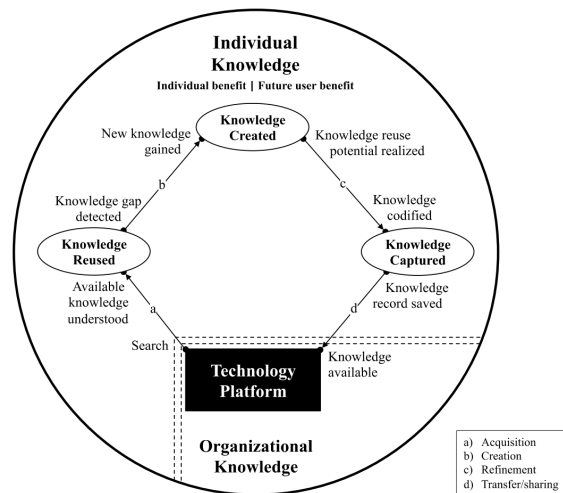 Individual
Knowledge
Individual benefit | Future user benefit
Knowledge
Created
New knowledge
gained
Knowledge reuse
potential realized
b
c
Knowledge gap
detected
Knowledge
codified
Knowledge
Reused
Knowledge
Captured
Available
knowledge
understood
Knowledge
record saved
a
d
Search
Technology
Platform
Knowledge
available
Organizational
Knowledge
a) Acquisition
b) Creation
c) Refinement
d) Transfer/sharing